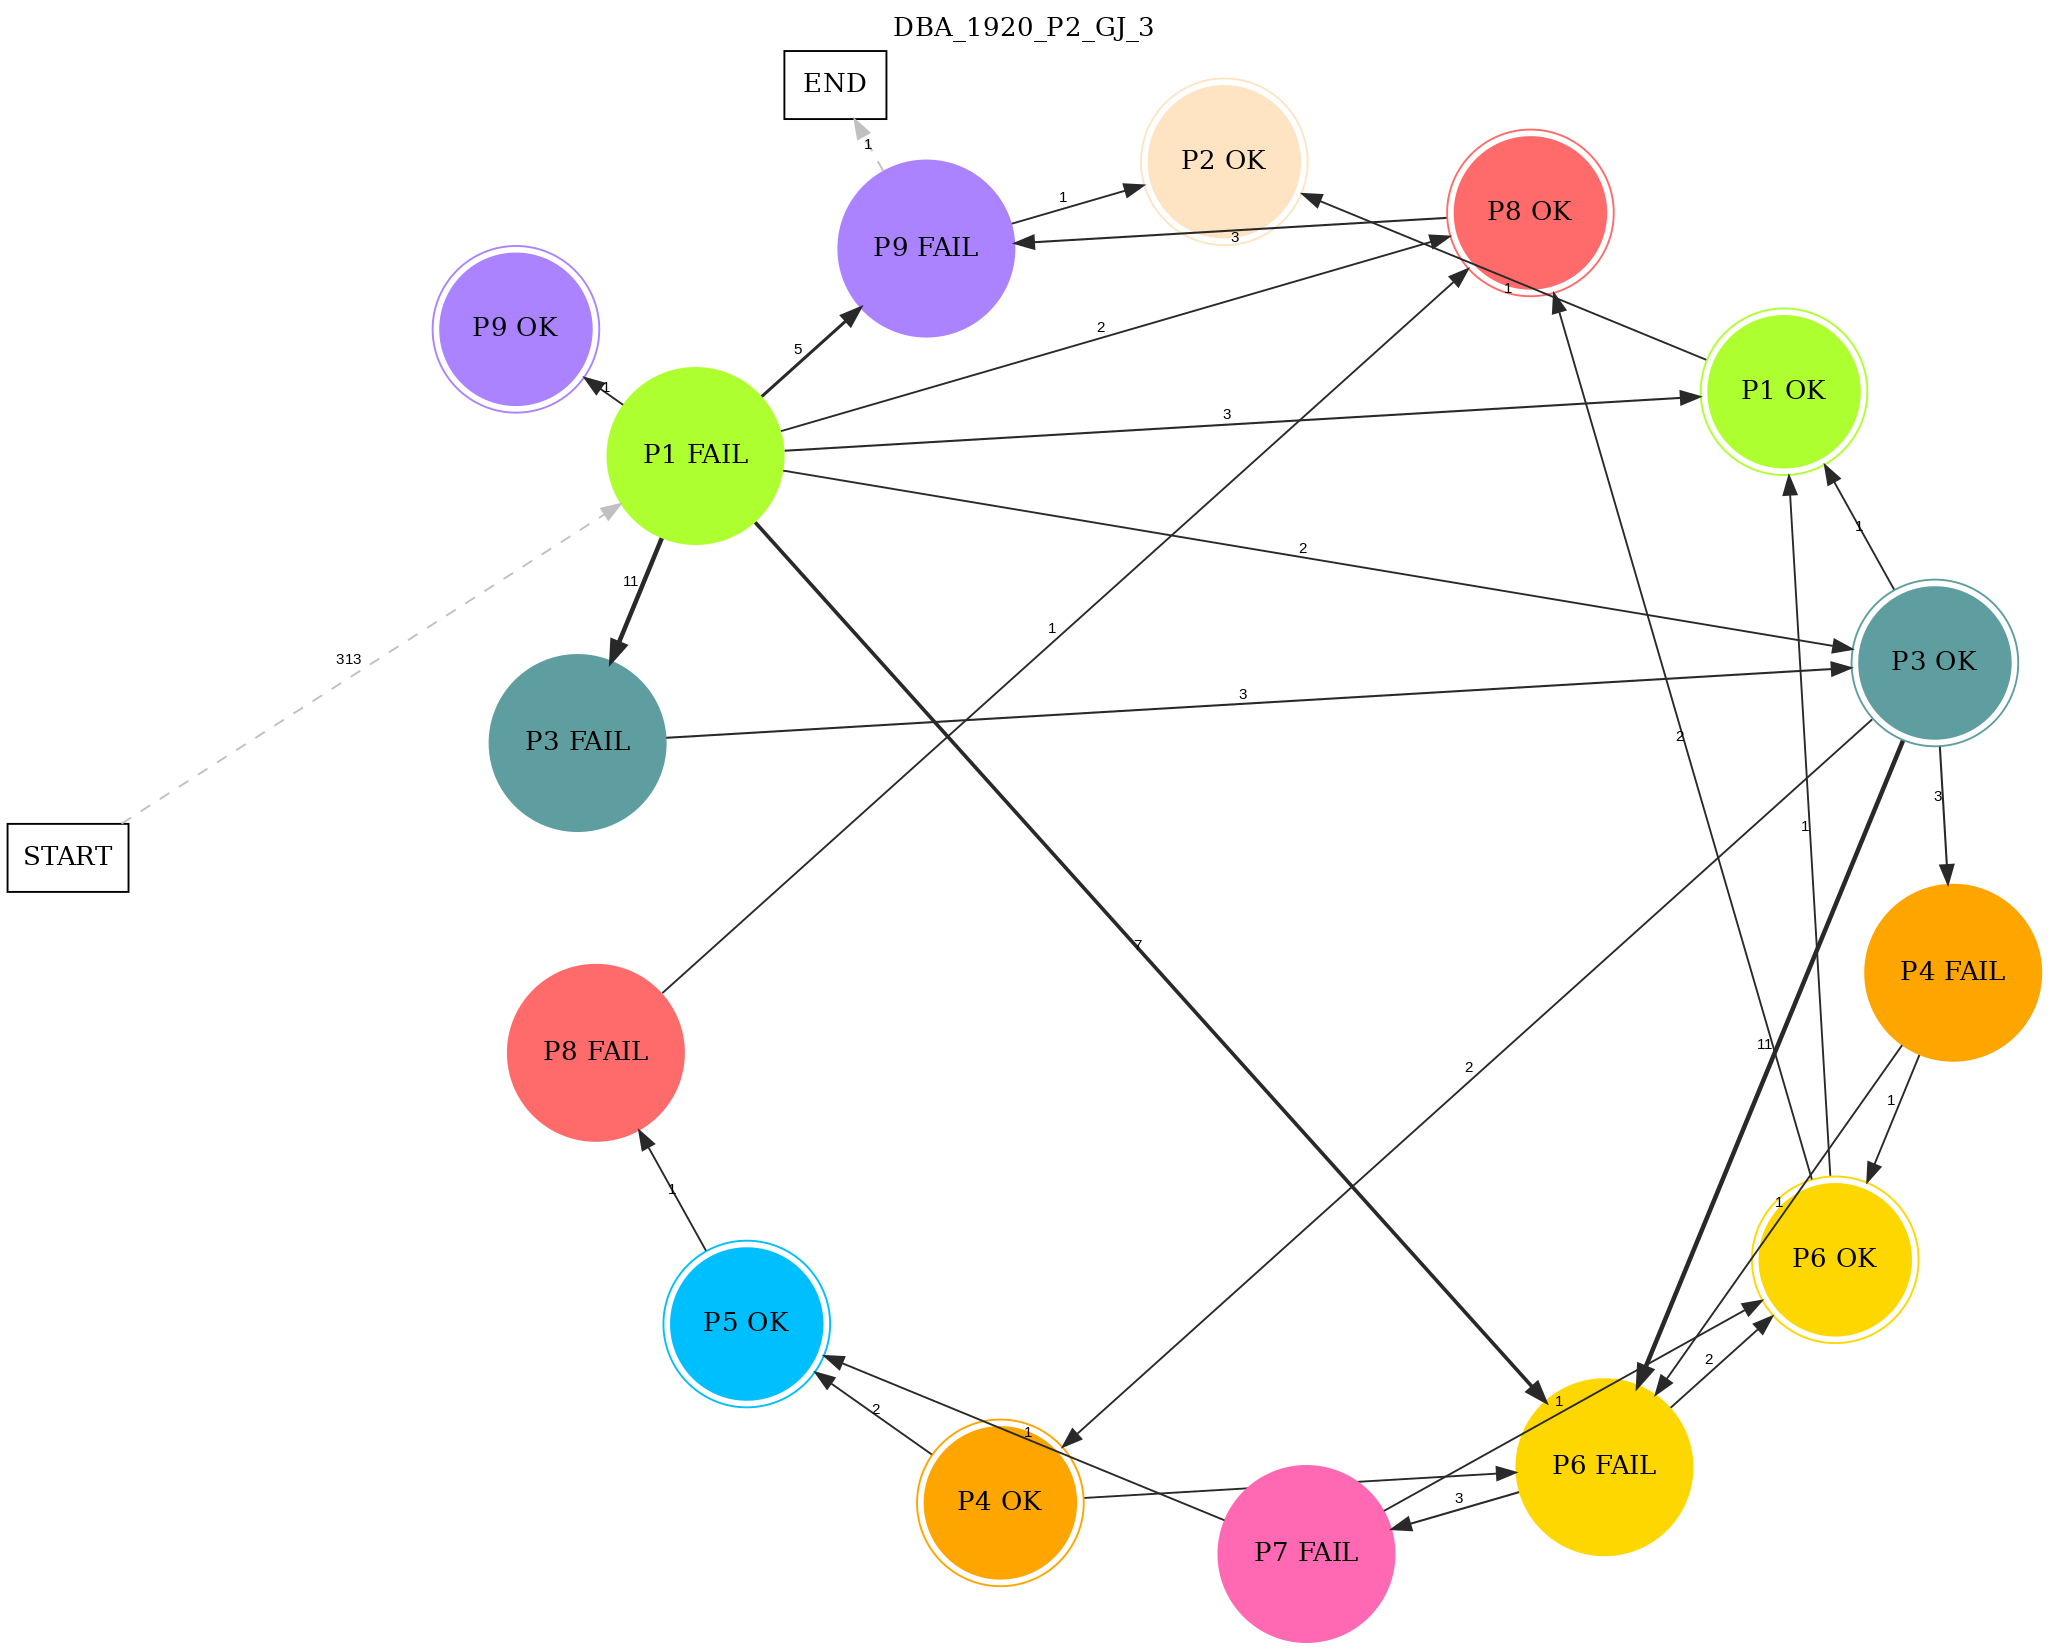 DBA_1920_P2_GJ_3
END
1
P2 OK
P8 OK
1
P9 FAIL
3
1
P9 OK
2
5
1
P1 OK
3
P1 FAIL
1
2
11
313
1
P3 OK
3
2
P3 FAIL
3
1
START
7
P4 FAIL
11
P8 FAIL
2
1
1
1
P6 OK
P5 OK
2
1
2
1
P6 FAIL
P4 OK
3
P7 FAIL